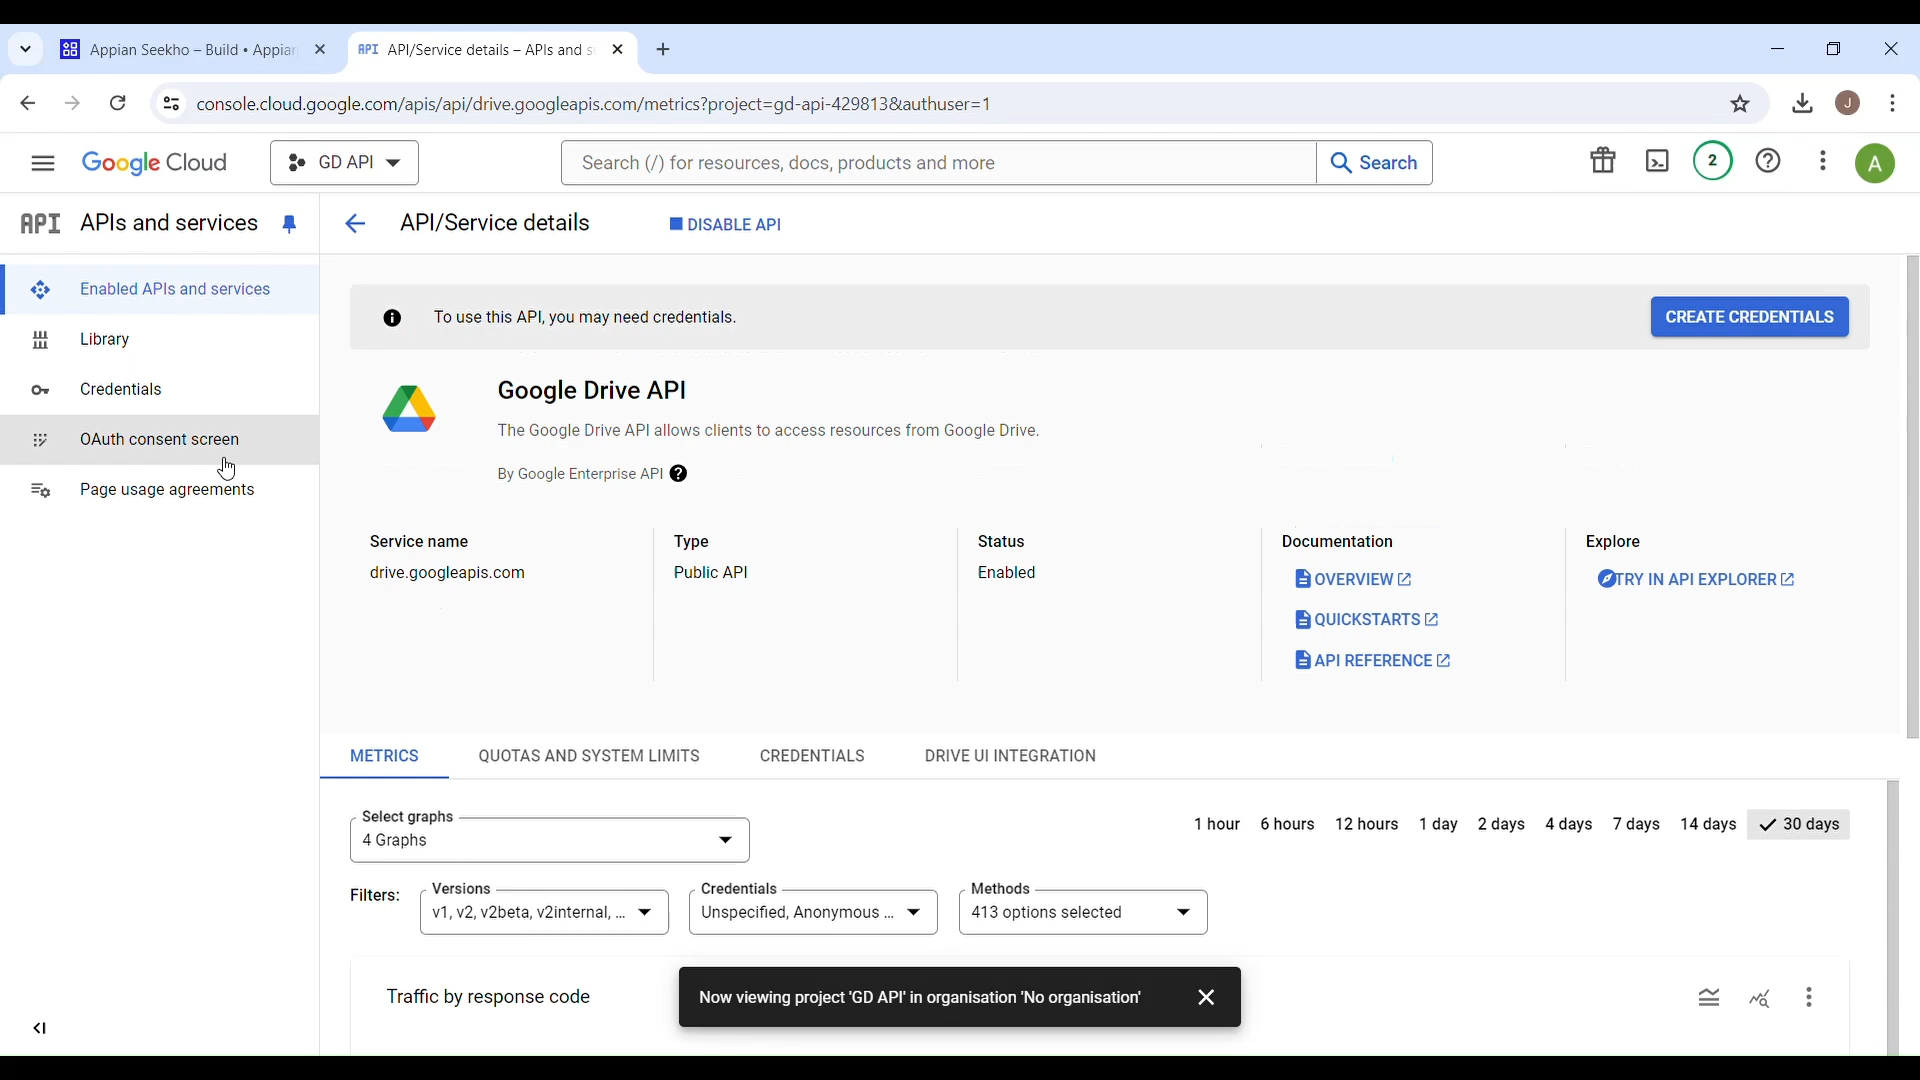 Appian Seekho – Build • Appian
API API/Service details – APIs and s
console.cloud.google.com/apis/api/drive.googleapis.com/metrics?project=gd-api-429813&authuser=1
J
Google Cloud
GD API
Search (/) for resources, docs, products and more
Search
2
A
API APIs and services
API/Service details
DISABLE API
Enabled APIs and services
Library
Credentials
OAuth consent screen
Page usage agreements
To use this API, you may need credentials.
CREATE CREDENTIALS
Google Drive API
The Google Drive API allows clients to access resources from Google Drive.
By Google Enterprise API
Service name
drive.googleapis.com
Type
Public API
Status
Enabled
Documentation
OVERVIEW
QUICKSTARTS
API REFERENCE
Explore
TRY IN API EXPLORER
METRICS
QUOTAS AND SYSTEM LIMITS
CREDENTIALS
DRIVE UI INTEGRATION
Select graphs
4 Graphs
1 hour 6 hours 12 hours 1 day 2 days 4 days 7 days 14 days 30 days
Filters:
Versions
v1, v2, v2beta, v2internal, ...
Credentials
Unspecified, Anonymous ...
Methods
413 options selected
Traffic by response code
Now viewing project 'GD API' in organisation 'No organisation'